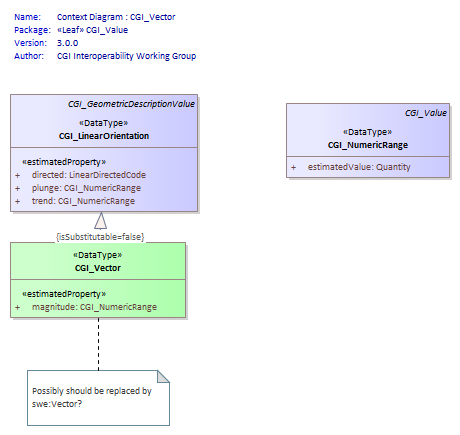 Name: Context Diagram : CGI_Vector
Package: «Leaf» CGI_Value
Version: 3.0.0
Author: CGI Interoperability Working Group
CGI_GeometricDescriptionValue
«DataType»
CGI_LinearOrientation
«estimatedProperty»
+ directed: LinearDirectedCode
+ plunge: CGI_NumericRange
+ trend: CGI_NumericRange
CGI_Value
«DataType»
CGI_NumericRange
+ estimatedValue: Quantity
{isSubstitutable=false}
«DataType»
CGI_Vector
«estimatedProperty»
+ magnitude: CGI_NumericRange
Possibly should be replaced by
swe:Vector?